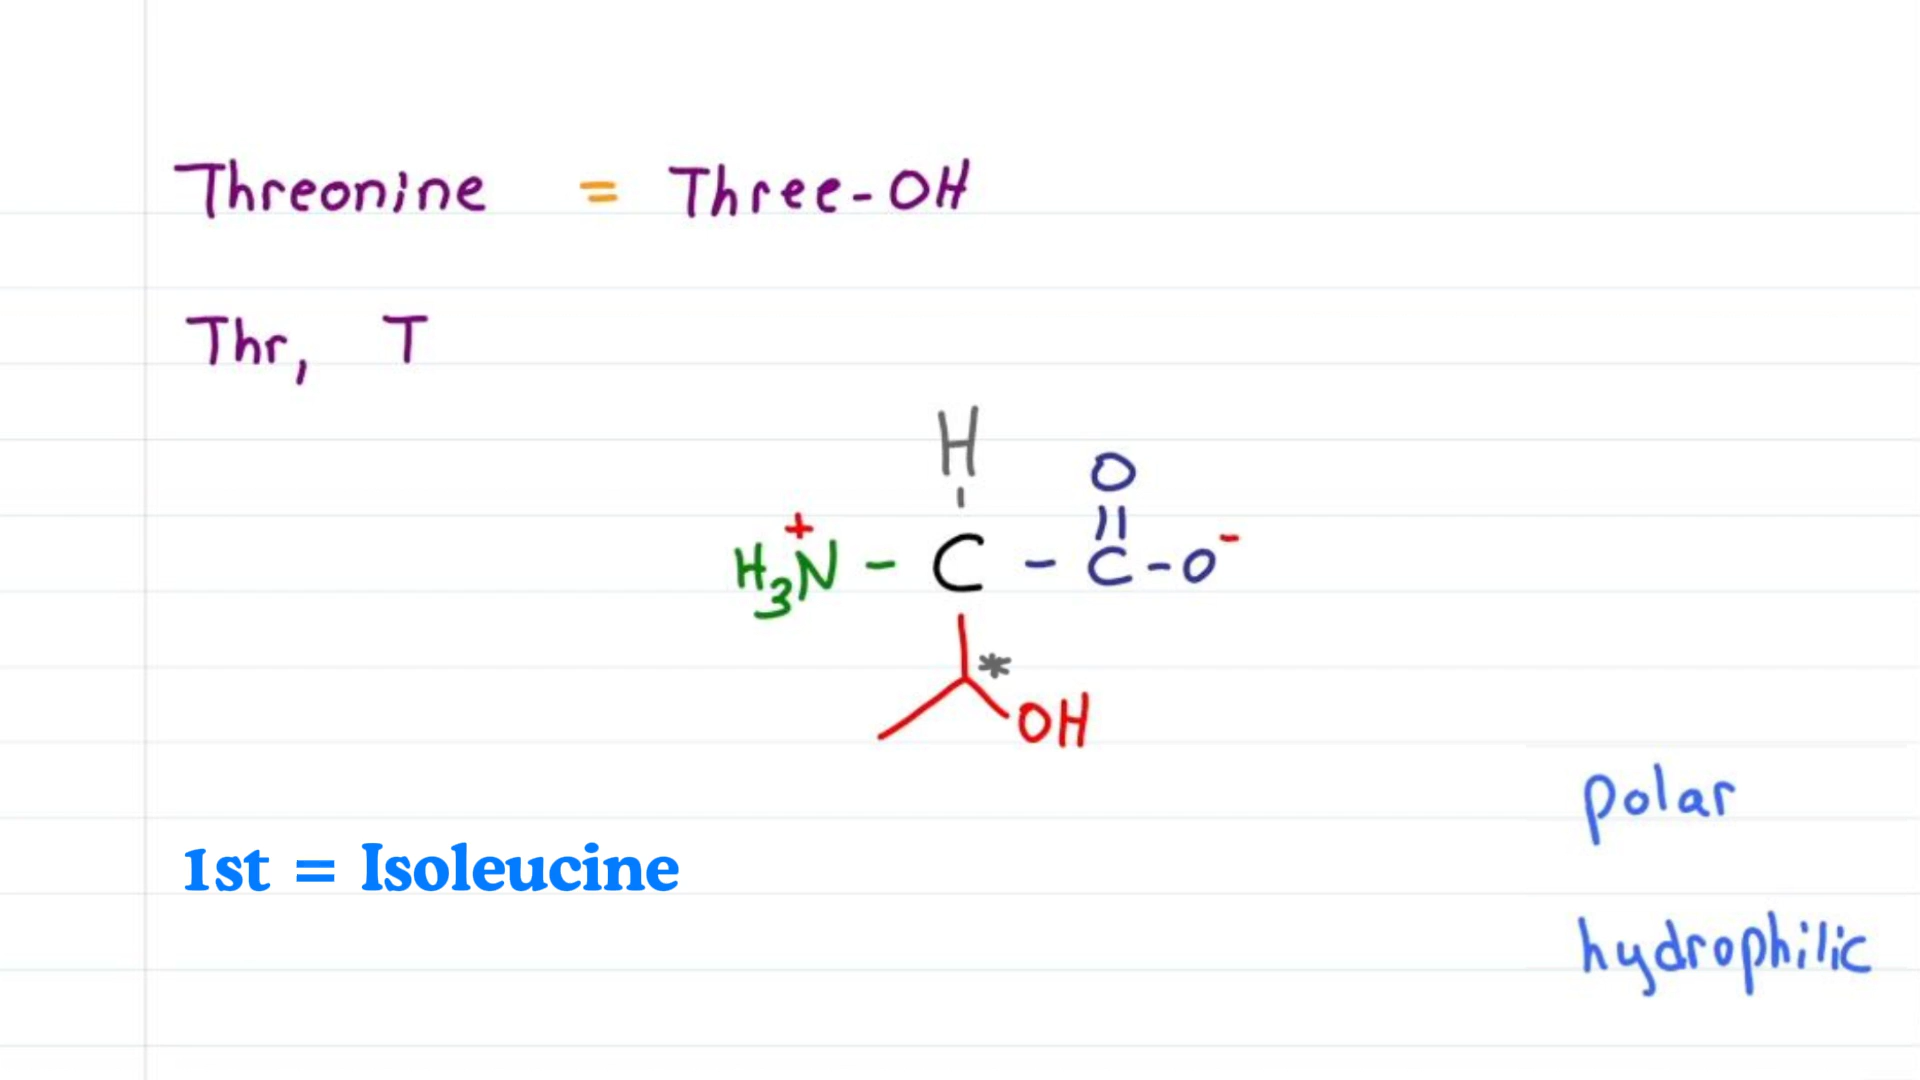 Threonine = Three-OH
Thr, T
H
O
+
H₃N - C - C - O⁻
*
OH
polar
1st = Isoleucine
hydrophilic